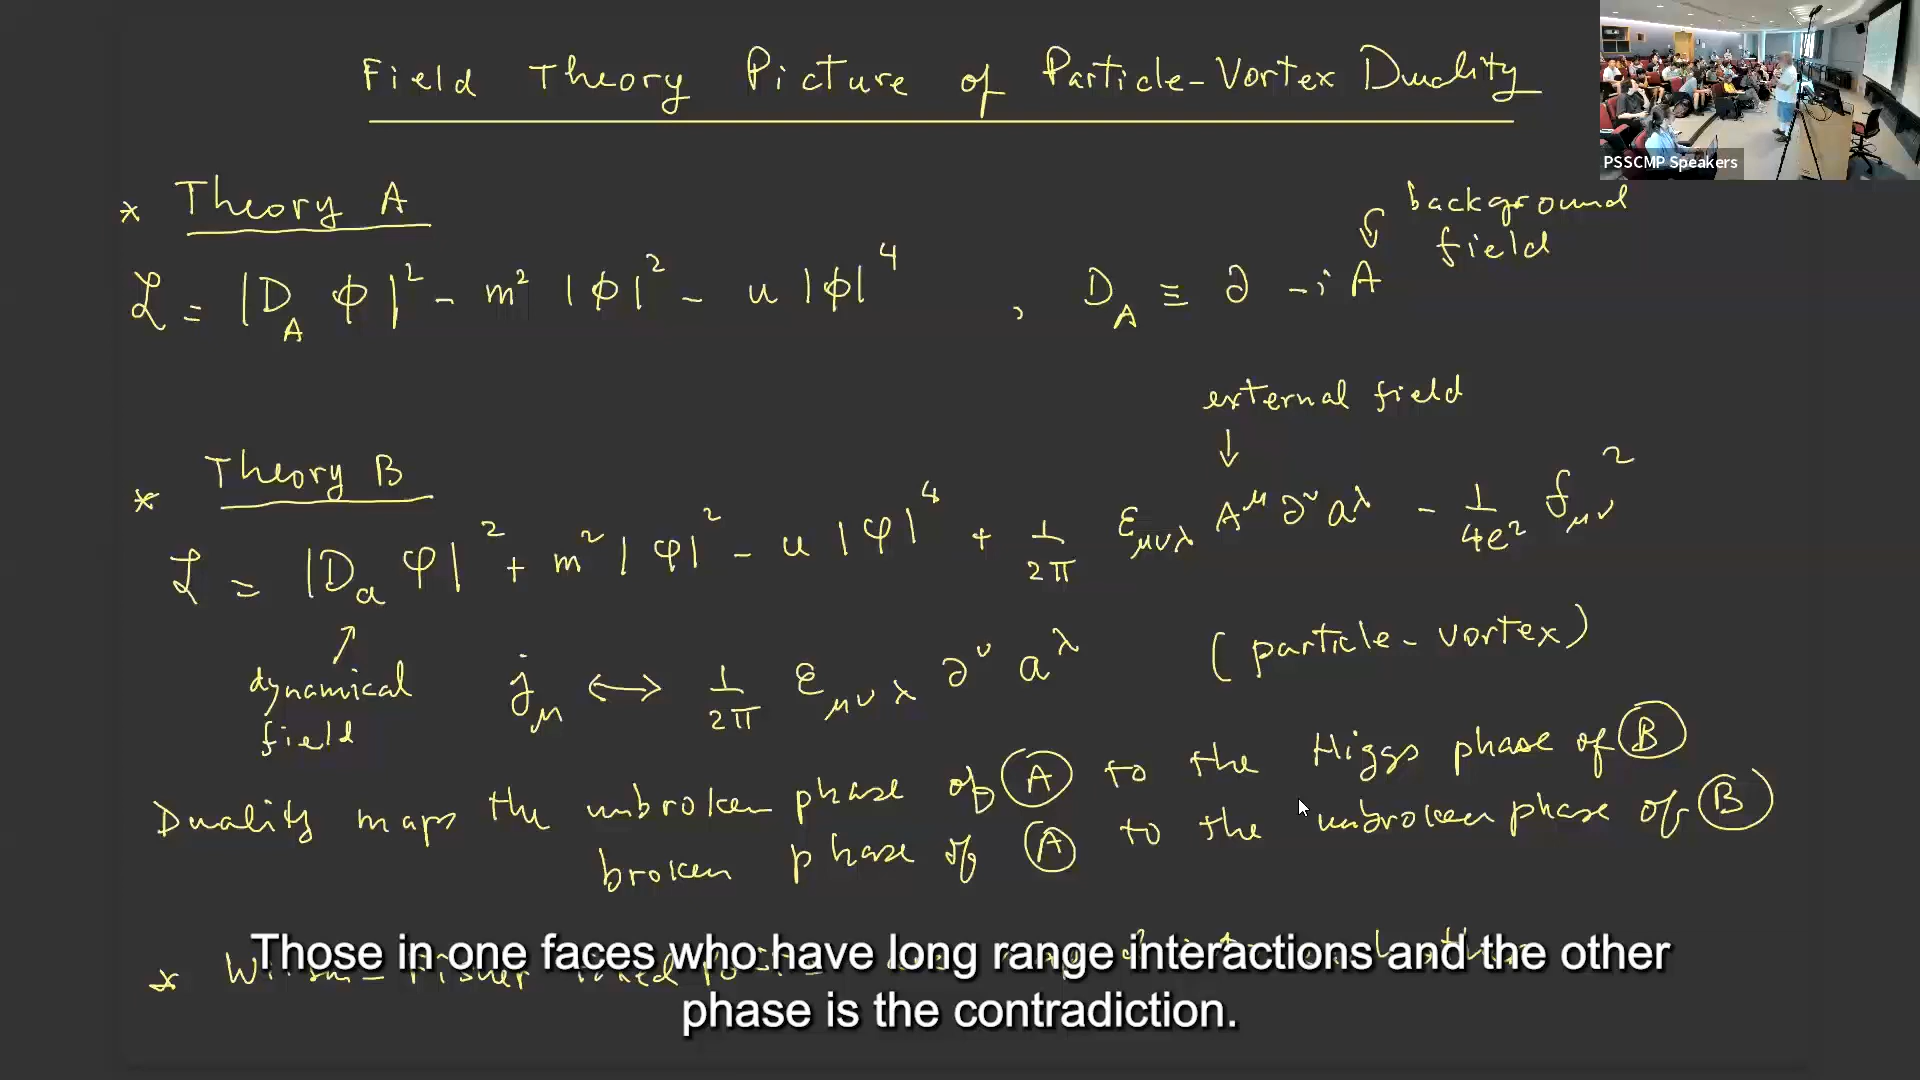 Field Theory Picture of Particle-Vortex Duality
PSSCMP Speakers
* Theory A
background
field
ℒ = |D_A ϕ|² - m² |ϕ|² - u |ϕ|⁴ , D_A ≡ ∂ - i A
external field
* Theory B
ℒ = |D_a φ|² + m² |φ|² - u |φ|⁴ + 1/2π ε_μνλ A^μ ∂^ν a^λ - 1/4e² f_μν²
dynamical
field
j_μ ↔ 1/2π ε_μνλ ∂^ν a^λ (particle-vortex)
Duality maps the unbroken phase of Ⓐ to the Higgs phase of Ⓑ
broken phase of Ⓐ to the unbroken phase of Ⓑ
* Wilson-Fisher fixed
Those in one faces who have long range interactions and the other
phase is the contradiction.